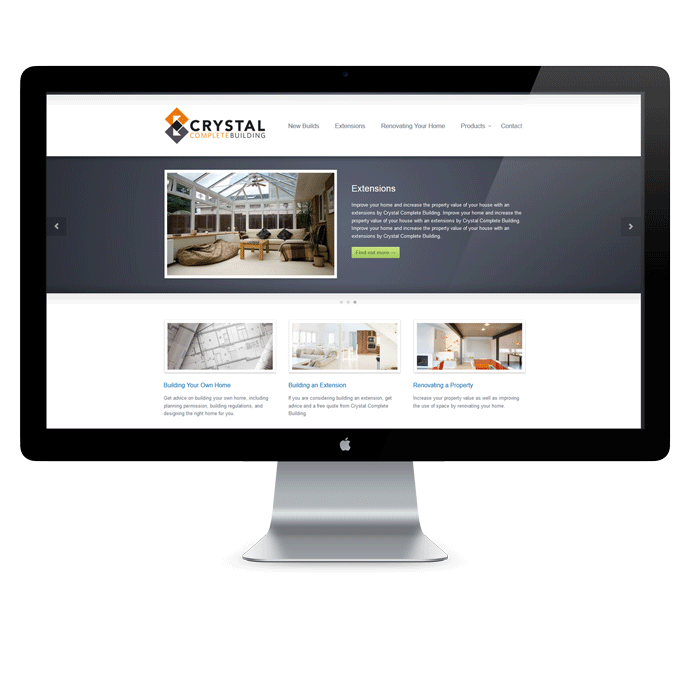 CRYSTAL
COMPLETEBUILDING
New Builds Extensions Renovating Your Home Products Contact
Extensions
Improve your home and increase the property value of your house with an
extensions by Crystal Complete Building. Improve your home and increase the
property value of your house with an extensions by Crystal Complete Building.
Improve your home and increase the property value of your house with an
extensions by Crystal Complete Building.
Find out more →
Building Your Own Home
Get advice on building your own home, including
planning permission, building regulations, and
designing the right home for you.
Building an Extension
If you are considering building an extension, get
advice and a free quote from Crystal Complete
Building
Renovating a Property
Increase your property value as well as improving
the use of space by renovating your home.